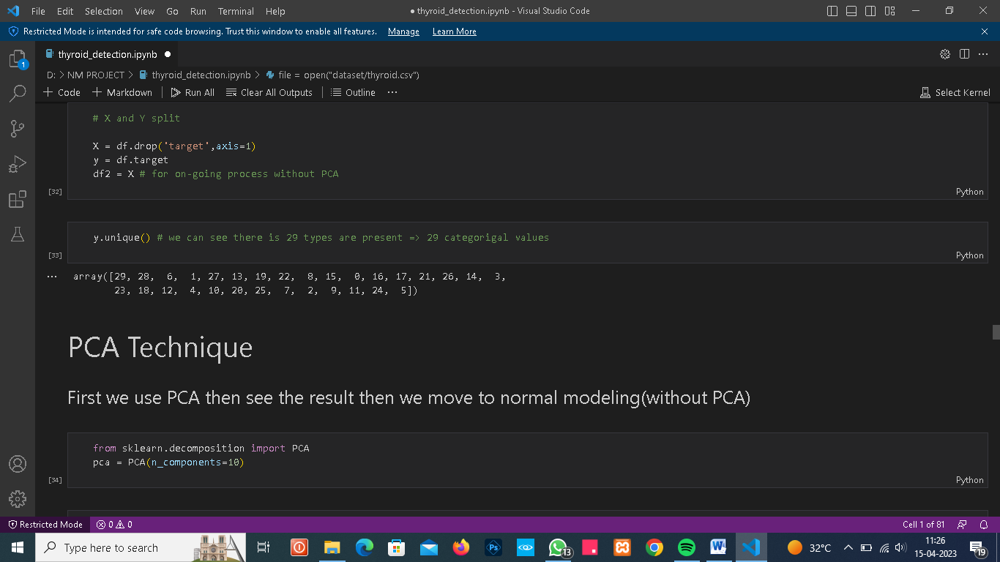 File Edit Selection View Go Run Terminal Help
● thyroid_detection.ipynb - Visual Studio Code
Restricted Mode is intended for safe code browsing. Trust this window to enable all features. Manage Learn More
1
thyroid_detection.ipynb ●
D: > NM PROJECT > thyroid_detection.ipynb > file = open("dataset/thyroid.csv")
+ Code + Markdown Run All Clear All Outputs Outline ... Select Kernel
# X and Y split
X = df.drop('target',axis=1)
y = df.target
df2 = X # for on-going process without PCA
[32] Python
y.unique() # we can see there is 29 types are present => 29 categorigal values
[33] Python
... array([29, 28, 6, 1, 27, 13, 19, 22, 8, 15, 0, 16, 17, 21, 26, 14, 3,
23, 18, 12, 4, 10, 20, 25, 7, 2, 9, 11, 24, 5])
PCA Technique
First we use PCA then see the result then we move to normal modeling(without PCA)
from sklearn.decomposition import PCA
pca = PCA(n_components=10)
[34] Python
Restricted Mode 0 0 Cell 1 of 81
Type here to search
Ps
13
W
32°C
11:26
15-04-2023
19